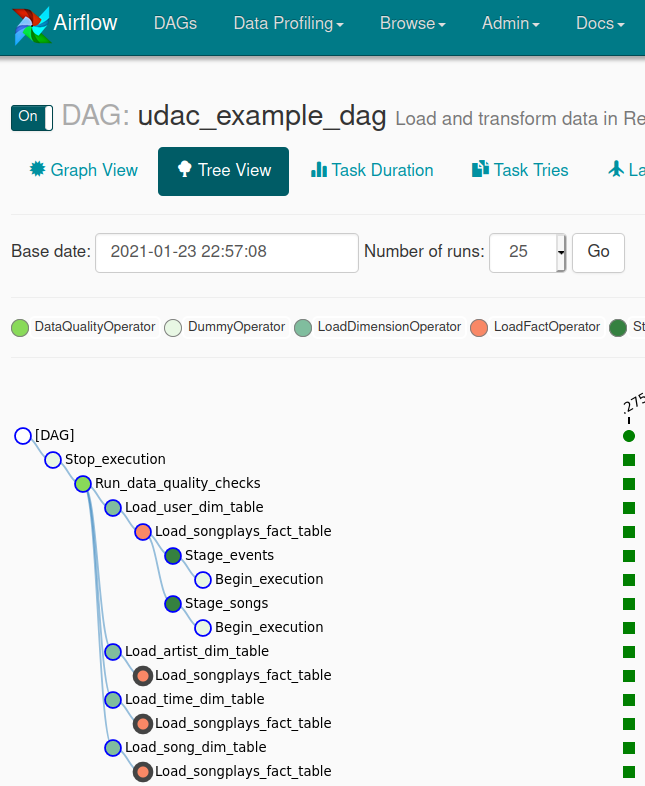 Airflow DAGs Data Profiling Browse Admin Docs
On DAG: udac_example_dag Load and transform data in Re
Graph View Tree View Task Duration Task Tries La
Base date: 2021-01-23 22:57:08 Number of runs: 25 Go
DataQualityOperator DummyOperator LoadDimensionOperator LoadFactOperator St
.275
[DAG]
Stop_execution
Run_data_quality_checks
Load_user_dim_table
Load_songplays_fact_table
Stage_events
Begin_execution
Stage_songs
Begin_execution
Load_artist_dim_table
Load_songplays_fact_table
Load_time_dim_table
Load_songplays_fact_table
Load_song_dim_table
Load_songplays_fact_table